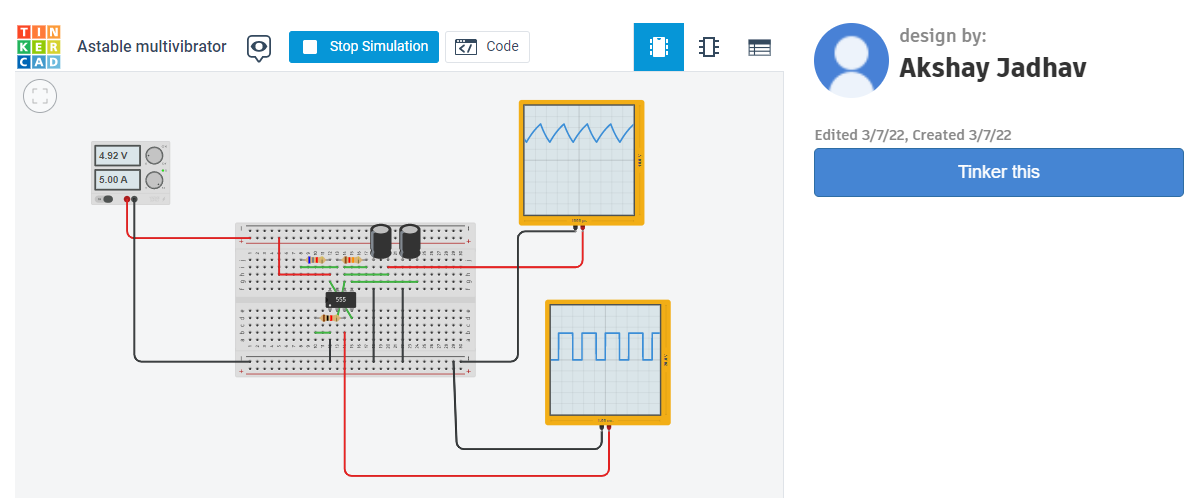 TIN
KER
CAD
Astable multivibrator
Stop Simulation
Code
design by:
Akshay Jadhav
Edited 3/7/22, Created 3/7/22
Tinker this
4.92 V
5.00 A
555